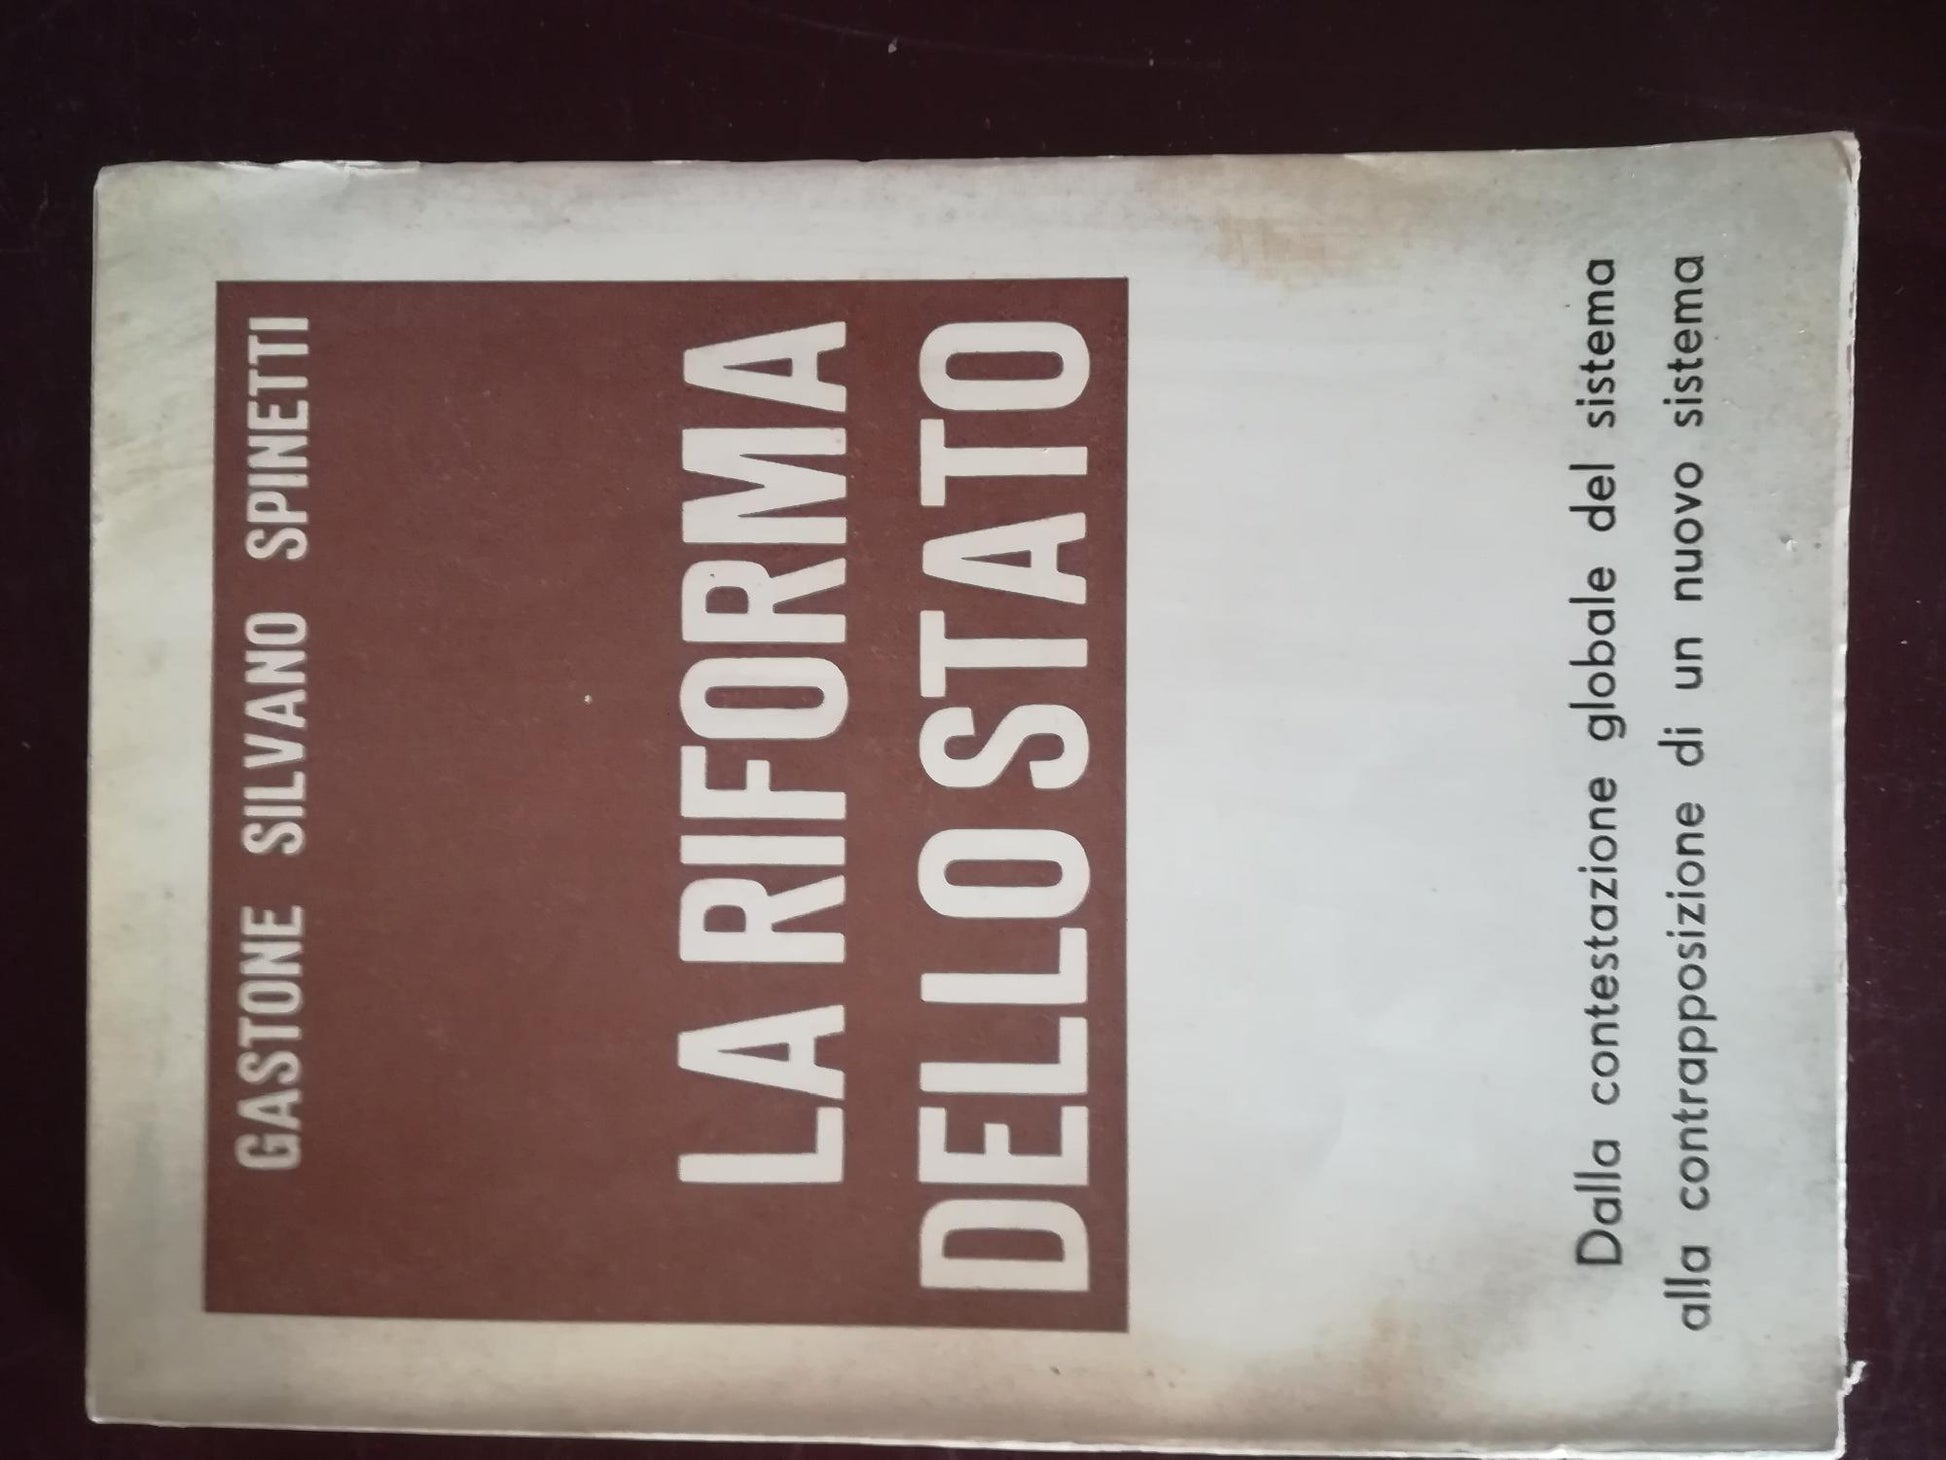 GASTONE SILVANO SPINETTI
LA RIFORMA
DELLO STATO
Dalla contestazione globale del sistema
alla contrapposizione di un nuovo sistema